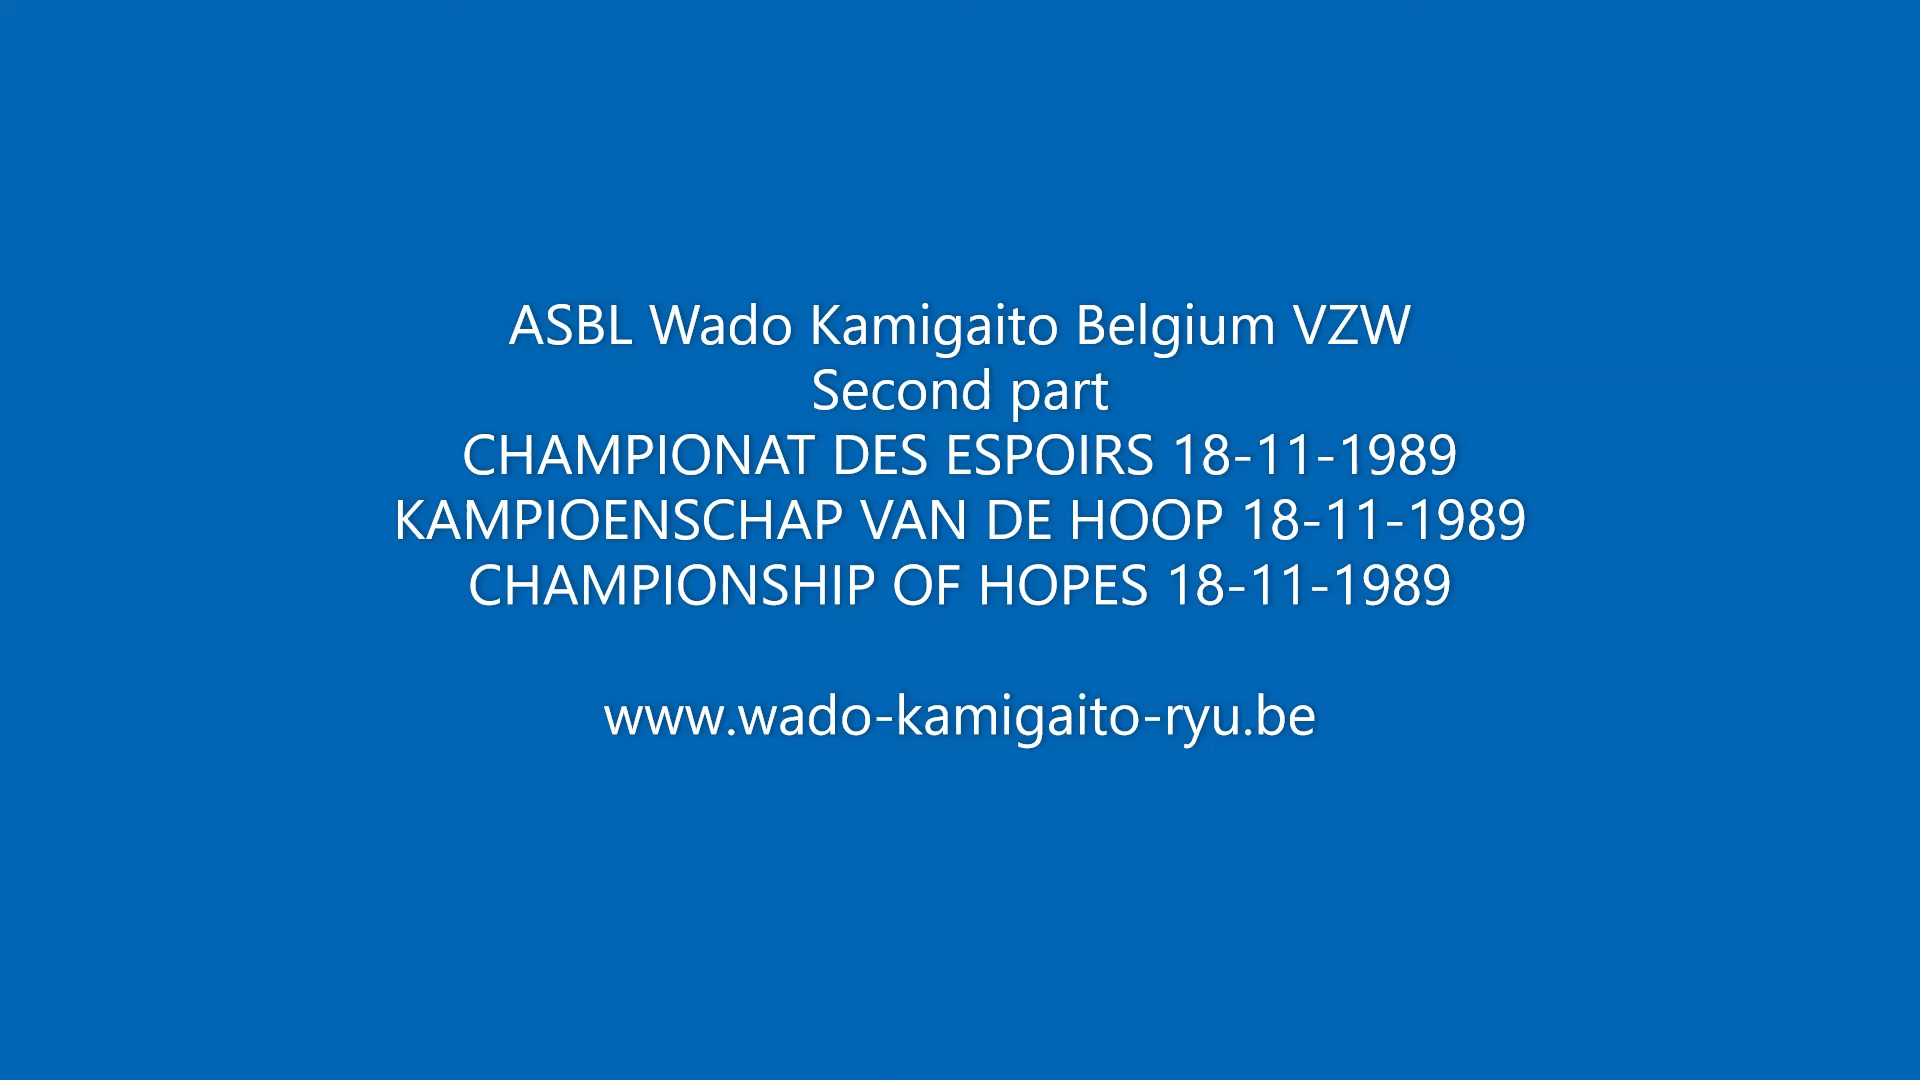 ASBL Wado Kamigaito Belgium VZW
Second part
CHAMPIONAT DES ESPOIRS 18-11-1989
KAMPIOENSCHAP VAN DE HOOP 18-11-1989
CHAMPIONSHIP OF HOPES 18-11-1989
www.wado-kamigaito-ryu.be